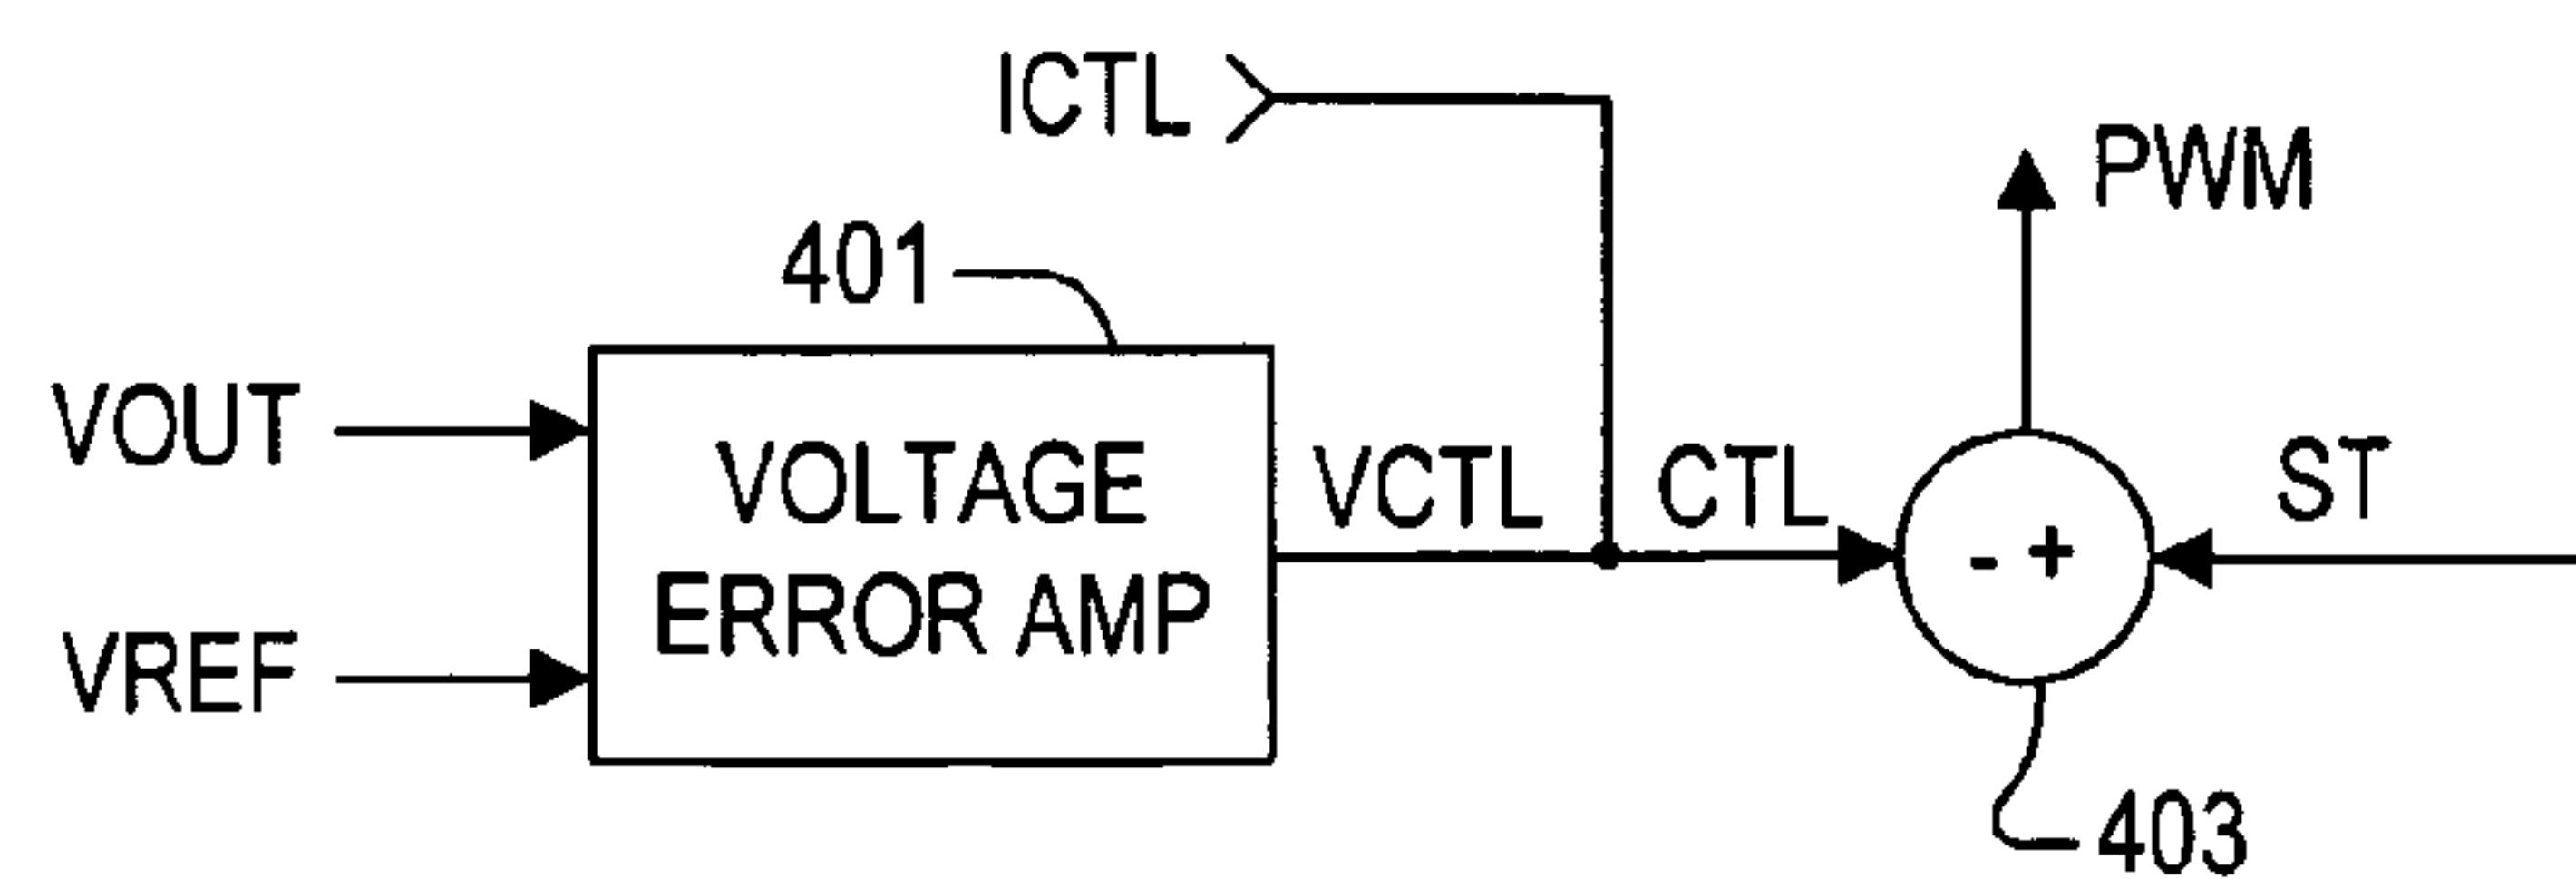 ICTL
PWM
401
VOUT
VOLTAGE
ERROR AMP
VCTL
CTL
- +
ST
VREF
403